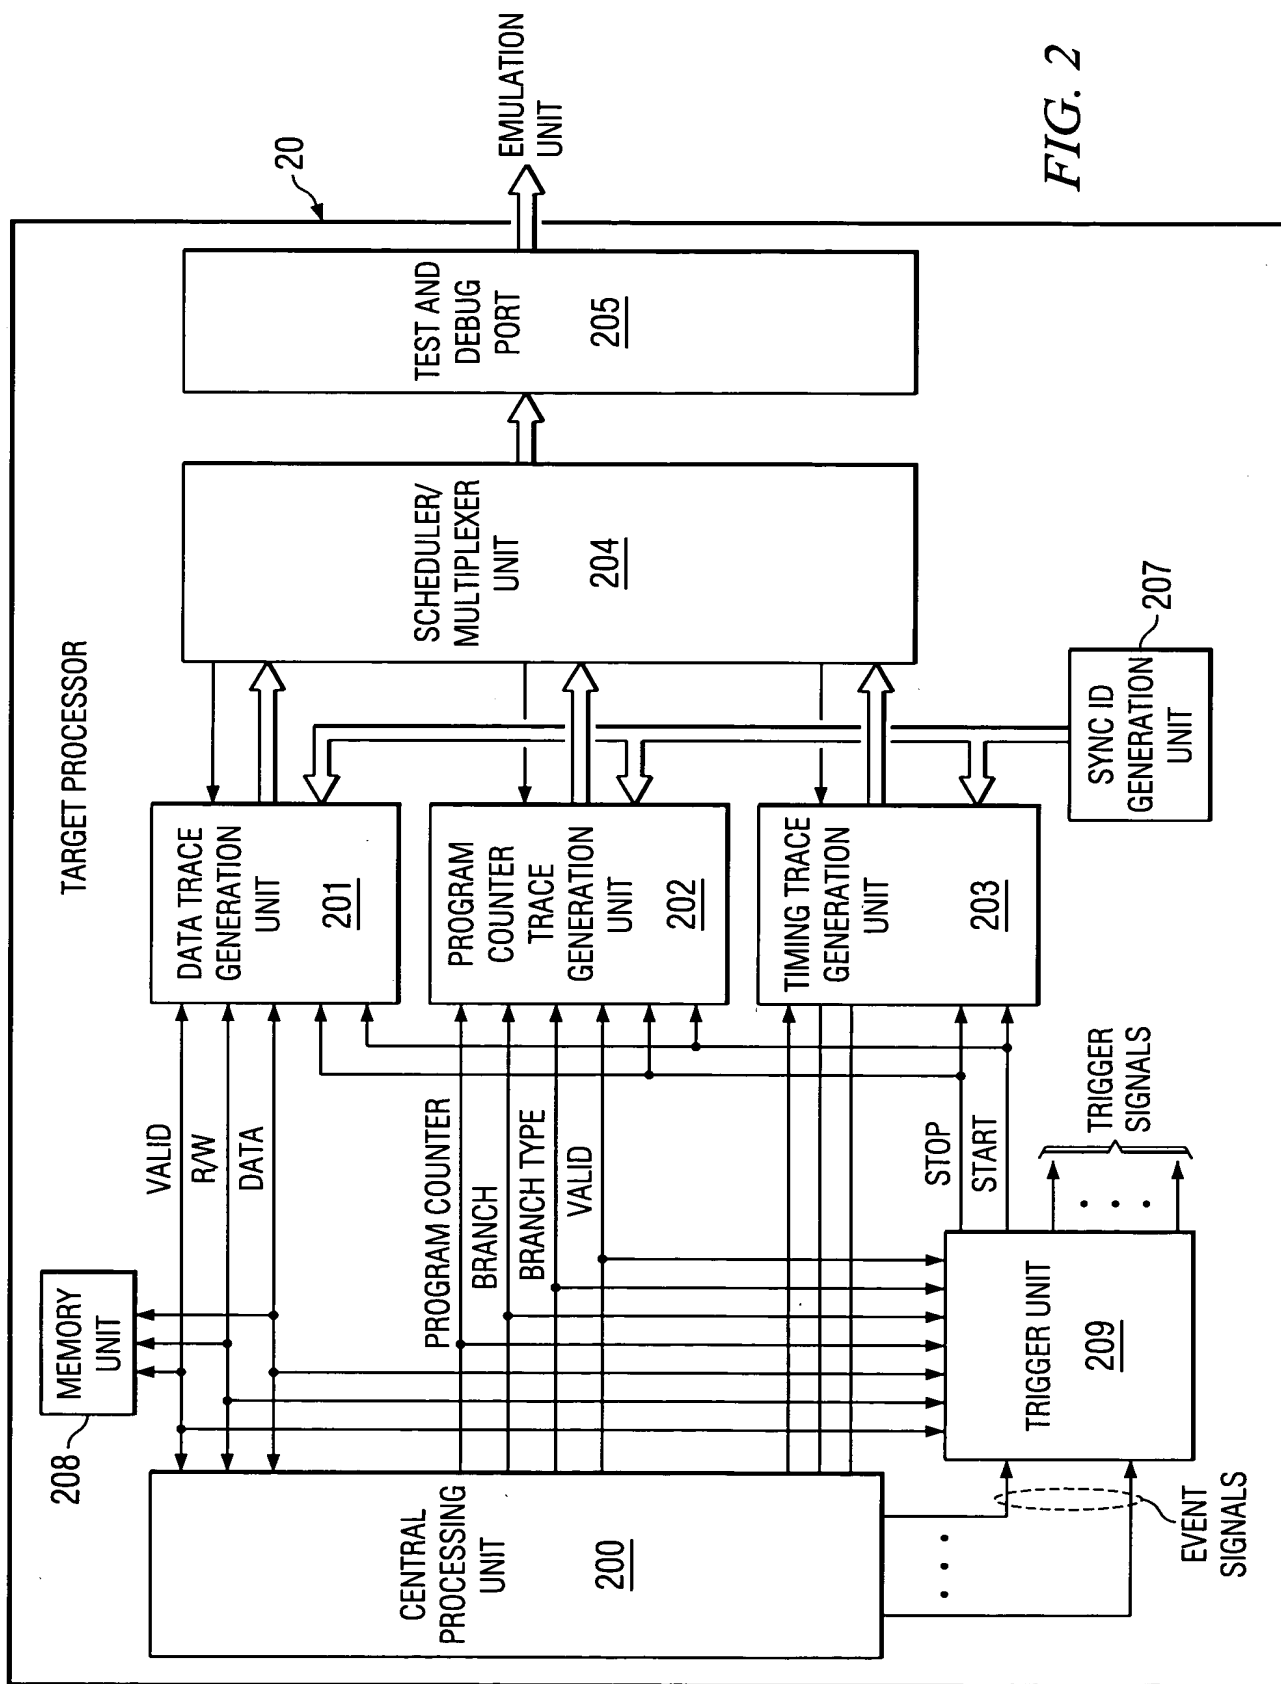 TARGET PROCESSOR
20
MEMORY
UNIT
208
VALID
R/W
DATA
PROGRAM COUNTER
BRANCH
BRANCH TYPE
VALID
CENTRAL
PROCESSING
UNIT
200
DATA TRACE
GENERATION
UNIT
201
PROGRAM
COUNTER
TRACE
GENERATION
UNIT
202
TIMING TRACE
GENERATION
UNIT
203
SCHEDULER/
MULTIPLEXER
UNIT
204
TEST AND
DEBUG
PORT
205
EMULATION
UNIT
STOP
START
TRIGGER UNIT
209
TRIGGER
SIGNALS
EVENT
SIGNALS
SYNC ID
GENERATION
UNIT
207
FIG. 2